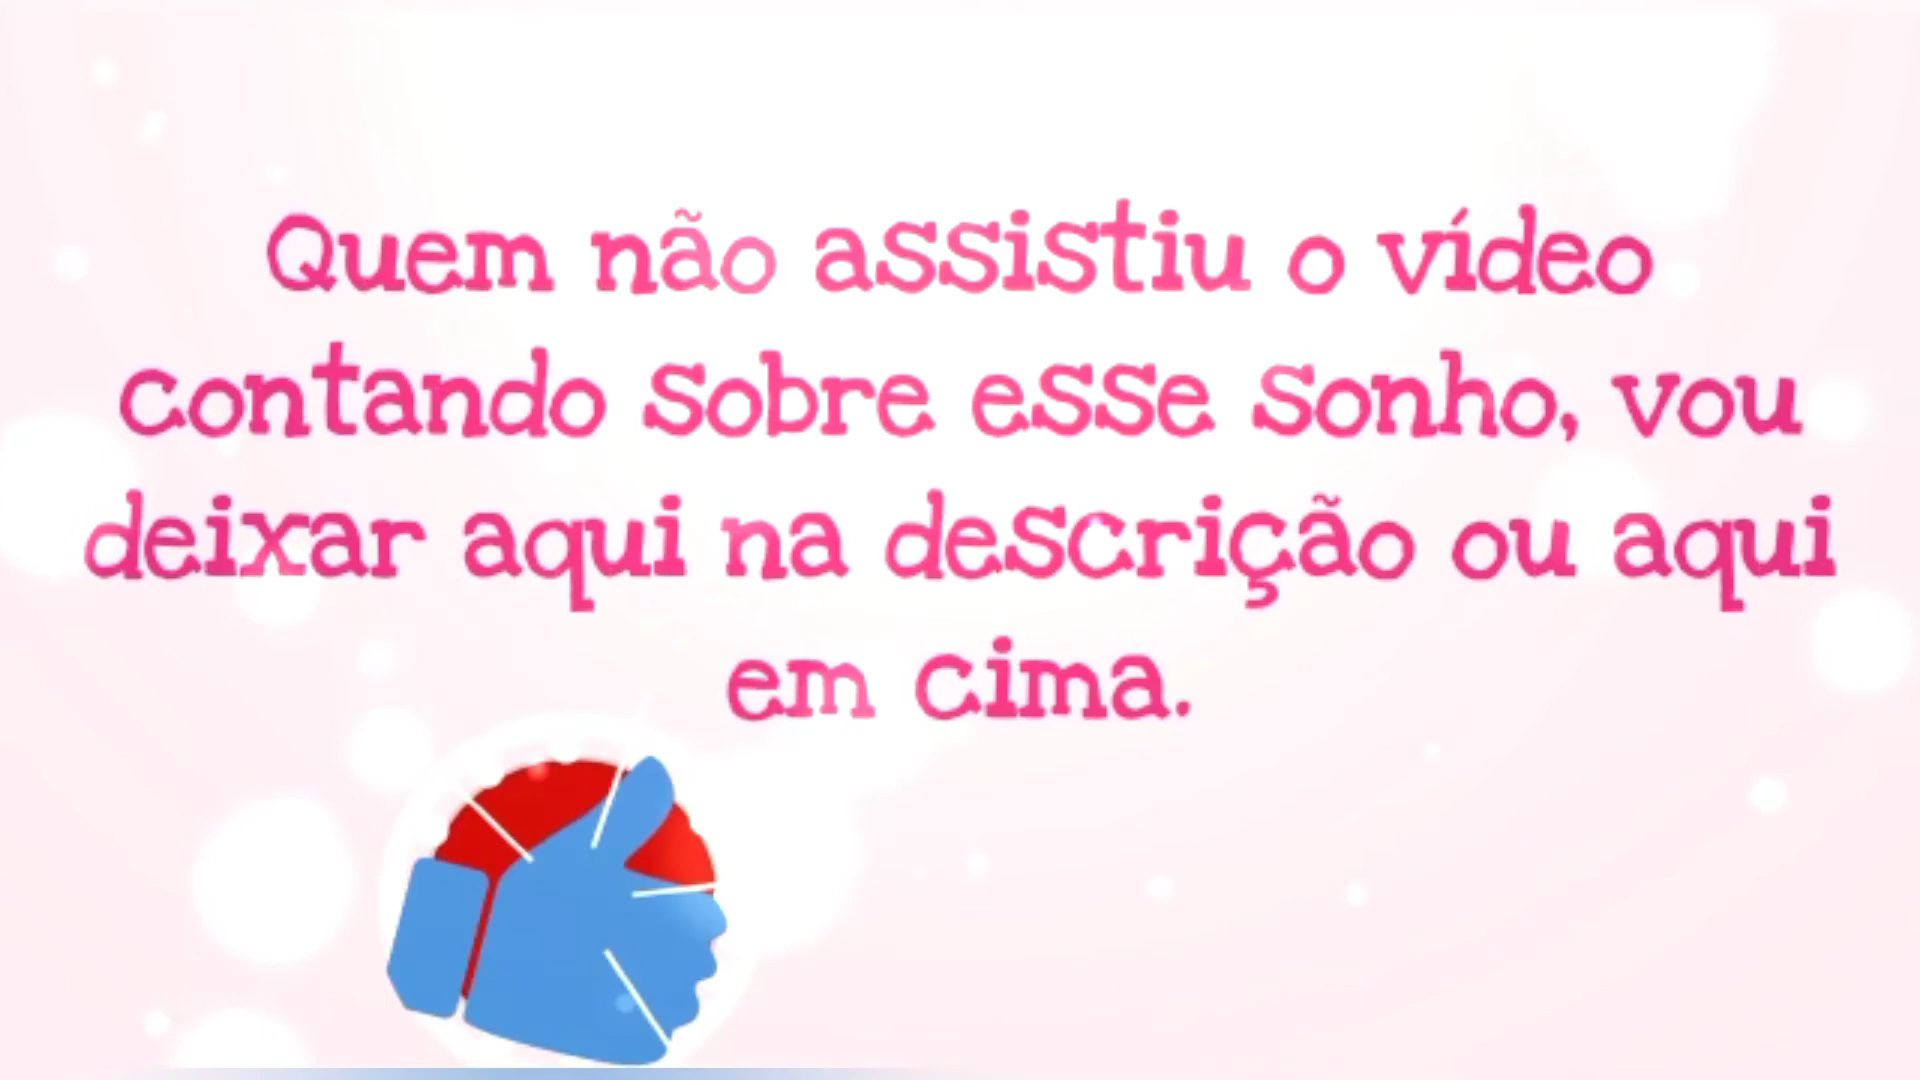 Quem não assistiu o vídeo
contando sobre esse sonho, vou
deixar aqui na descrição ou aqui
em cima.